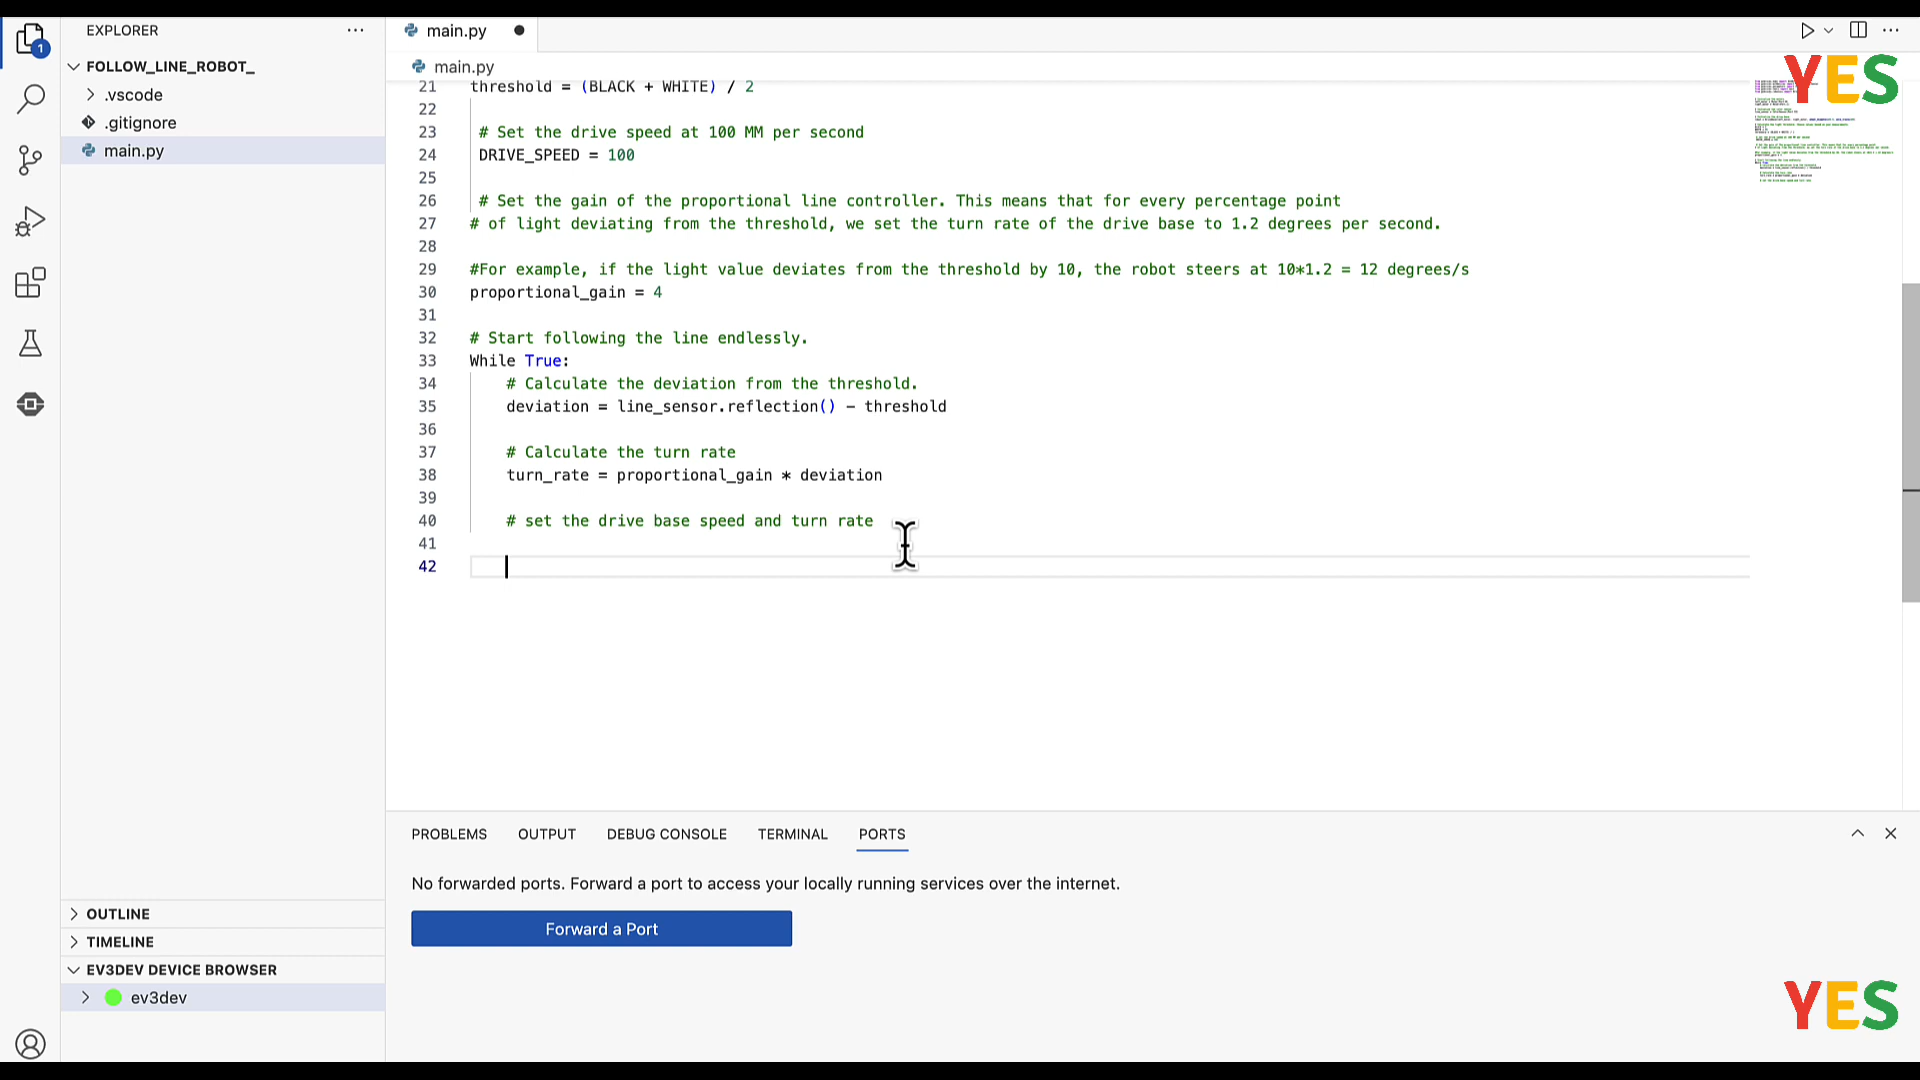 EXPLORER
main.py
YES
FOLLOW_LINE_ROBOT_
main.py
.vscode
.gitignore
main.py
21 threshold = (BLACK + WHITE) / 2
22
23 # Set the drive speed at 100 MM per second
24 DRIVE_SPEED = 100
25
26 # Set the gain of the proportional line controller. This means that for every percentage point
27 # of light deviating from the threshold, we set the turn rate of the drive base to 1.2 degrees per second.
28
29 #For example, if the light value deviates from the threshold by 10, the robot steers at 10*1.2 = 12 degrees/s
30 proportional_gain = 4
31
32 # Start following the line endlessly.
33 While True:
34 # Calculate the deviation from the threshold.
35 deviation = line_sensor.reflection() - threshold
36
37 # Calculate the turn rate
38 turn_rate = proportional_gain * deviation
39
40 # set the drive base speed and turn rate
41
42
PROBLEMS OUTPUT DEBUG CONSOLE TERMINAL PORTS
No forwarded ports. Forward a port to access your locally running services over the internet.
Forward a Port
OUTLINE
TIMELINE
EV3DEV DEVICE BROWSER
ev3dev
YES
1